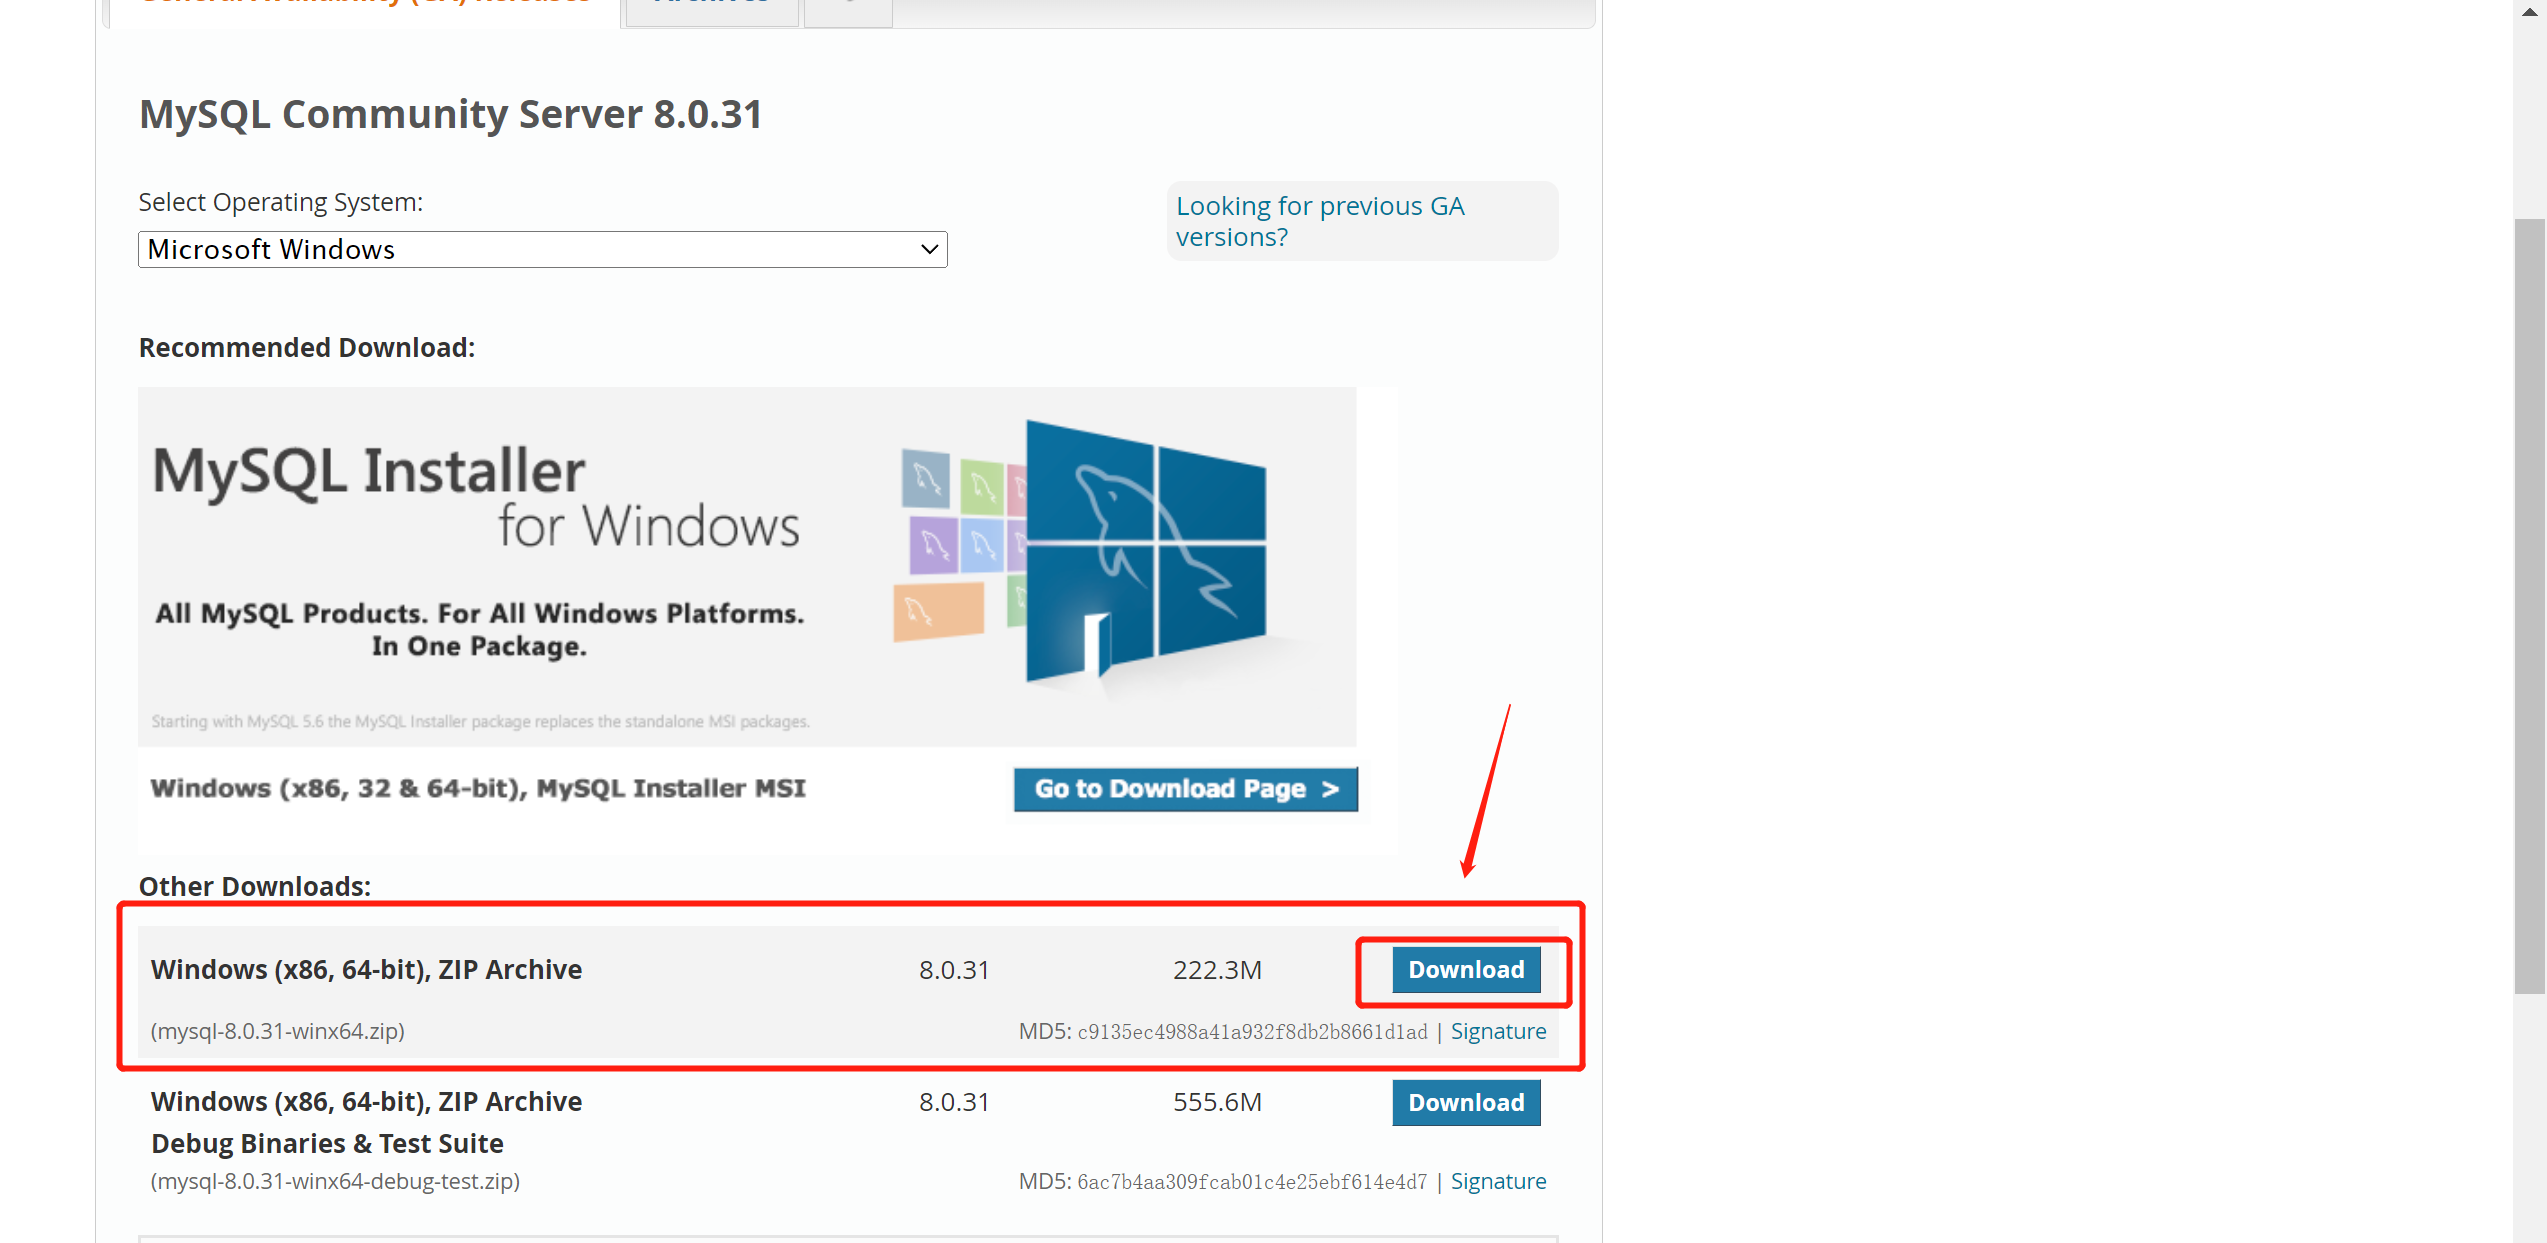 General Availability (GA) Releases
Archives
MySQL Community Server 8.0.31
Select Operating System:
Microsoft Windows
Looking for previous GA
versions?
Recommended Download:
MySQL Installer
for Windows
All MySQL Products. For All Windows Platforms.
In One Package.
Starting with MySQL 5.6 the MySQL Installer package replaces the standalone MSI packages.
Windows (x86, 32 & 64-bit), MySQL Installer MSI
Go to Download Page >
Other Downloads:
Windows (x86, 64-bit), ZIP Archive 8.0.31 222.3M Download
(mysql-8.0.31-winx64.zip) MD5: c9135ec4988a41a932f8db2b8661d1ad | Signature
Windows (x86, 64-bit), ZIP Archive 8.0.31 555.6M Download
Debug Binaries & Test Suite
(mysql-8.0.31-winx64-debug-test.zip) MD5: 6ac7b4aa309fcab01c4e25ebf614e4d7 | Signature